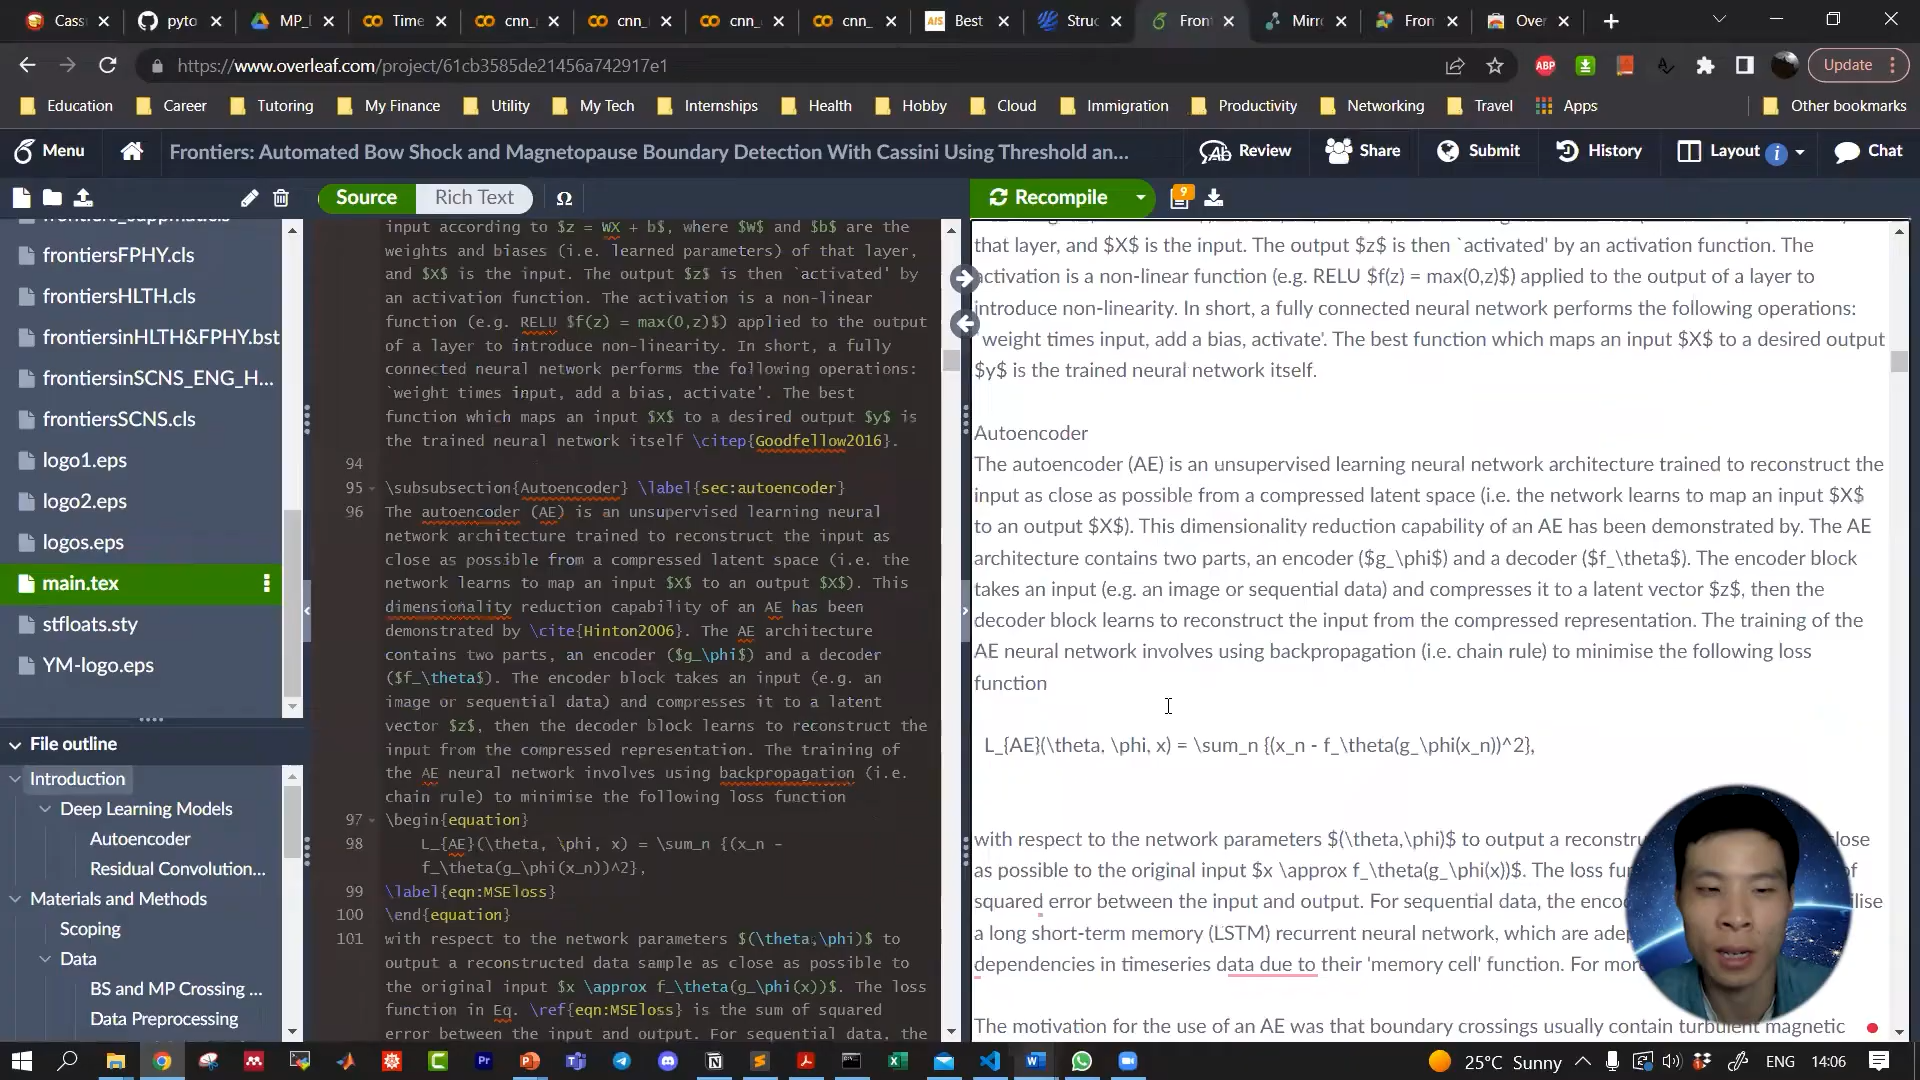 Cass
pyto
MP_I
Time
cnn_
cnn_
cnn_
cnn_
AIS Best
Struc
Front
Mirro
Fron
Over
https://www.overleaf.com/project/61cb3585de21456a742917e1
ABP
Update
Education
Career
Tutoring
My Finance
Utility
My Tech
Internships
Health
Hobby
Cloud
Immigration
Productivity
Networking
Travel
Apps
Other bookmarks
Menu
Frontiers: Automated Bow Shock and Magnetopause Boundary Detection With Cassini Using Threshold an...
Review
Share
Submit
History
Layout
Chat
Source
Rich Text
Ω
Recompile
9
frontiersFPHY.cls
frontiersHLTH.cls
frontiersinHLTH&FPHY.bst
frontiersinSCNS_ENG_H...
frontiersSCNS.cls
logo1.eps
logo2.eps
logos.eps
main.tex
stfloats.sty
YM-logo.eps
File outline
Introduction
Deep Learning Models
Autoencoder
Residual Convolution...
Materials and Methods
Scoping
Data
BS and MP Crossing ...
Data Preprocessing
input according to $z = WX + b$, where $W$ and $b$ are the
weights and biases (i.e. learned parameters) of that layer,
and $X$ is the input. The output $z$ is then `activated' by
an activation function. The activation is a non-linear
function (e.g. RELU $f(z) = max(0,z)$) applied to the output
of a layer to introduce non-linearity. In short, a fully
connected neural network performs the following operations:
`weight times input, add a bias, activate'. The best
function which maps an input $X$ to a desired output $y$ is
the trained neural network itself \citep{Goodfellow2016}.
94
95 \subsubsection{Autoencoder} \label{sec:autoencoder}
96 The autoencoder (AE) is an unsupervised learning neural
network architecture trained to reconstruct the input as
close as possible from a compressed latent space (i.e. the
network learns to map an input $X$ to an output $X$). This
dimensionality reduction capability of an AE has been
demonstrated by \cite{Hinton2006}. The AE architecture
contains two parts, an encoder ($g_\phi$) and a decoder
($f_\theta$). The encoder block takes an input (e.g. an
image or sequential data) and compresses it to a latent
vector $z$, then the decoder block learns to reconstruct the
input from the compressed representation. The training of
the AE neural network involves using backpropagation (i.e.
chain rule) to minimise the following loss function
97 \begin{equation}
98 L_{AE}(\theta, \phi, x) = \sum_n {(x_n -
f_\theta(g_\phi(x_n))^2},
99 \label{eqn:MSEloss}
100 \end{equation}
101 with respect to the network parameters $(\theta,\phi)$ to
output a reconstructed data sample as close as possible to
the original input $x \approx f_\theta(g_\phi(x))$. The loss
function in Eq. \ref{eqn:MSEloss} is the sum of squared
error between the input and output. For sequential data, the
that layer, and $X$ is the input. The output $z$ is then `activated' by an activation function. The
activation is a non-linear function (e.g. RELU $f(z) = max(0,z)$) applied to the output of a layer to
introduce non-linearity. In short, a fully connected neural network performs the following operations:
`weight times input, add a bias, activate'. The best function which maps an input $X$ to a desired output
$y$ is the trained neural network itself.
Autoencoder
The autoencoder (AE) is an unsupervised learning neural network architecture trained to reconstruct the
input as close as possible from a compressed latent space (i.e. the network learns to map an input $X$
to an output $X$). This dimensionality reduction capability of an AE has been demonstrated by. The AE
architecture contains two parts, an encoder ($g_\phi$) and a decoder ($f_\theta$). The encoder block
takes an input (e.g. an image or sequential data) and compresses it to a latent vector $z$, then the
decoder block learns to reconstruct the input from the compressed representation. The training of the
AE neural network involves using backpropagation (i.e. chain rule) to minimise the following loss
function
L_{AE}(\theta, \phi, x) = \sum_n {(x_n - f_\theta(g_\phi(x_n))^2},
with respect to the network parameters $(\theta,\phi)$ to output a reconstru lose
as possible to the original input $x \approx f_\theta(g_\phi(x))$. The loss fu of
squared error between the input and output. For sequential data, the enco ilise
a long short-term memory (LSTM) recurrent neural network, which are adep
dependencies in timeseries data due to their 'memory cell' function. For more
The motivation for the use of an AE was that boundary crossings usually contain turbulent magnetic
25°C Sunny
ENG
14:06